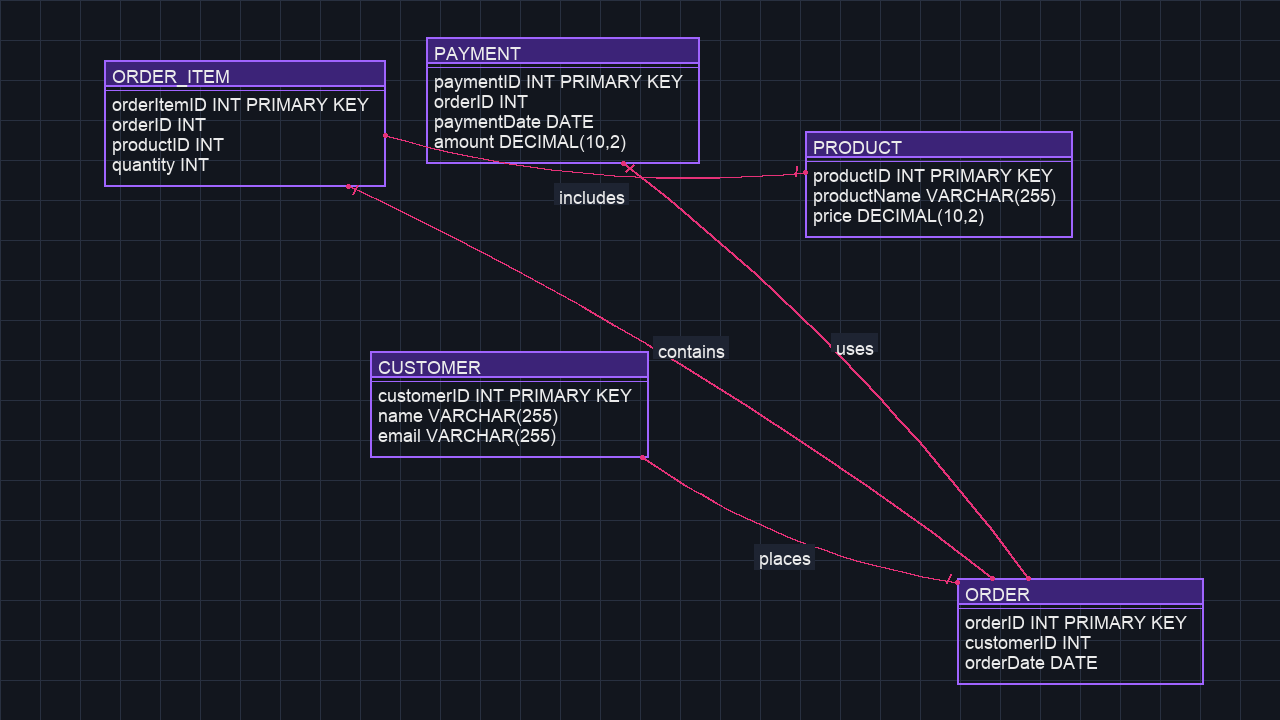 ORDER_ITEM
orderItemID INT PRIMARY KEY
orderID INT
productID INT
quantity INT
PAYMENT
paymentID INT PRIMARY KEY
orderID INT
paymentDate DATE
amount DECIMAL(10,2)
PRODUCT
productID INT PRIMARY KEY
productName VARCHAR(255)
price DECIMAL(10,2)
includes
contains
uses
CUSTOMER
customerID INT PRIMARY KEY
name VARCHAR(255)
email VARCHAR(255)
places
ORDER
orderID INT PRIMARY KEY
customerID INT
orderDate DATE